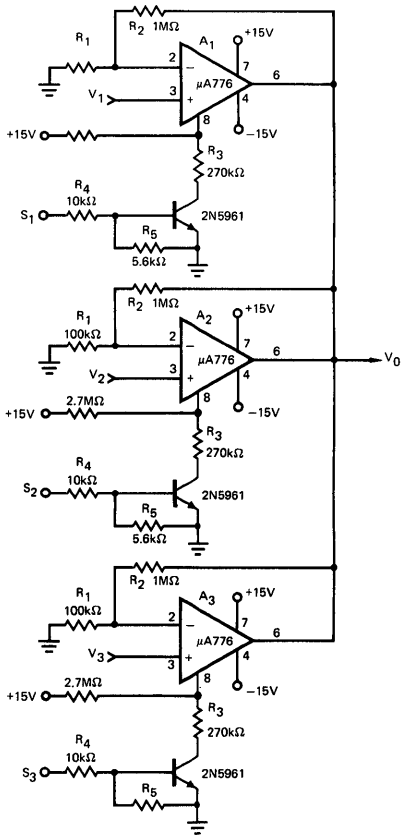 R2 1MΩ
R1
A1
+15V
2
7
−
μA776
6
V1
3
+
4
8
−15V
+15V
R3
270kΩ
R4
10kΩ
S1
2N5961
R5
5.6kΩ
R2 1MΩ
+15V
R1
100kΩ
A2
2
7
−
μA776
6
V0
V2
3
+
4
8
−15V
2.7MΩ
+15V
R3
270kΩ
R4
10kΩ
S2
2N5961
R5
5.6kΩ
R2 1MΩ
+15V
R1
100kΩ
A3
2
7
−
μA776
6
V3
3
+
4
8
−15V
2.7MΩ
+15V
R3
270kΩ
R4
10kΩ
S3
2N5961
R5